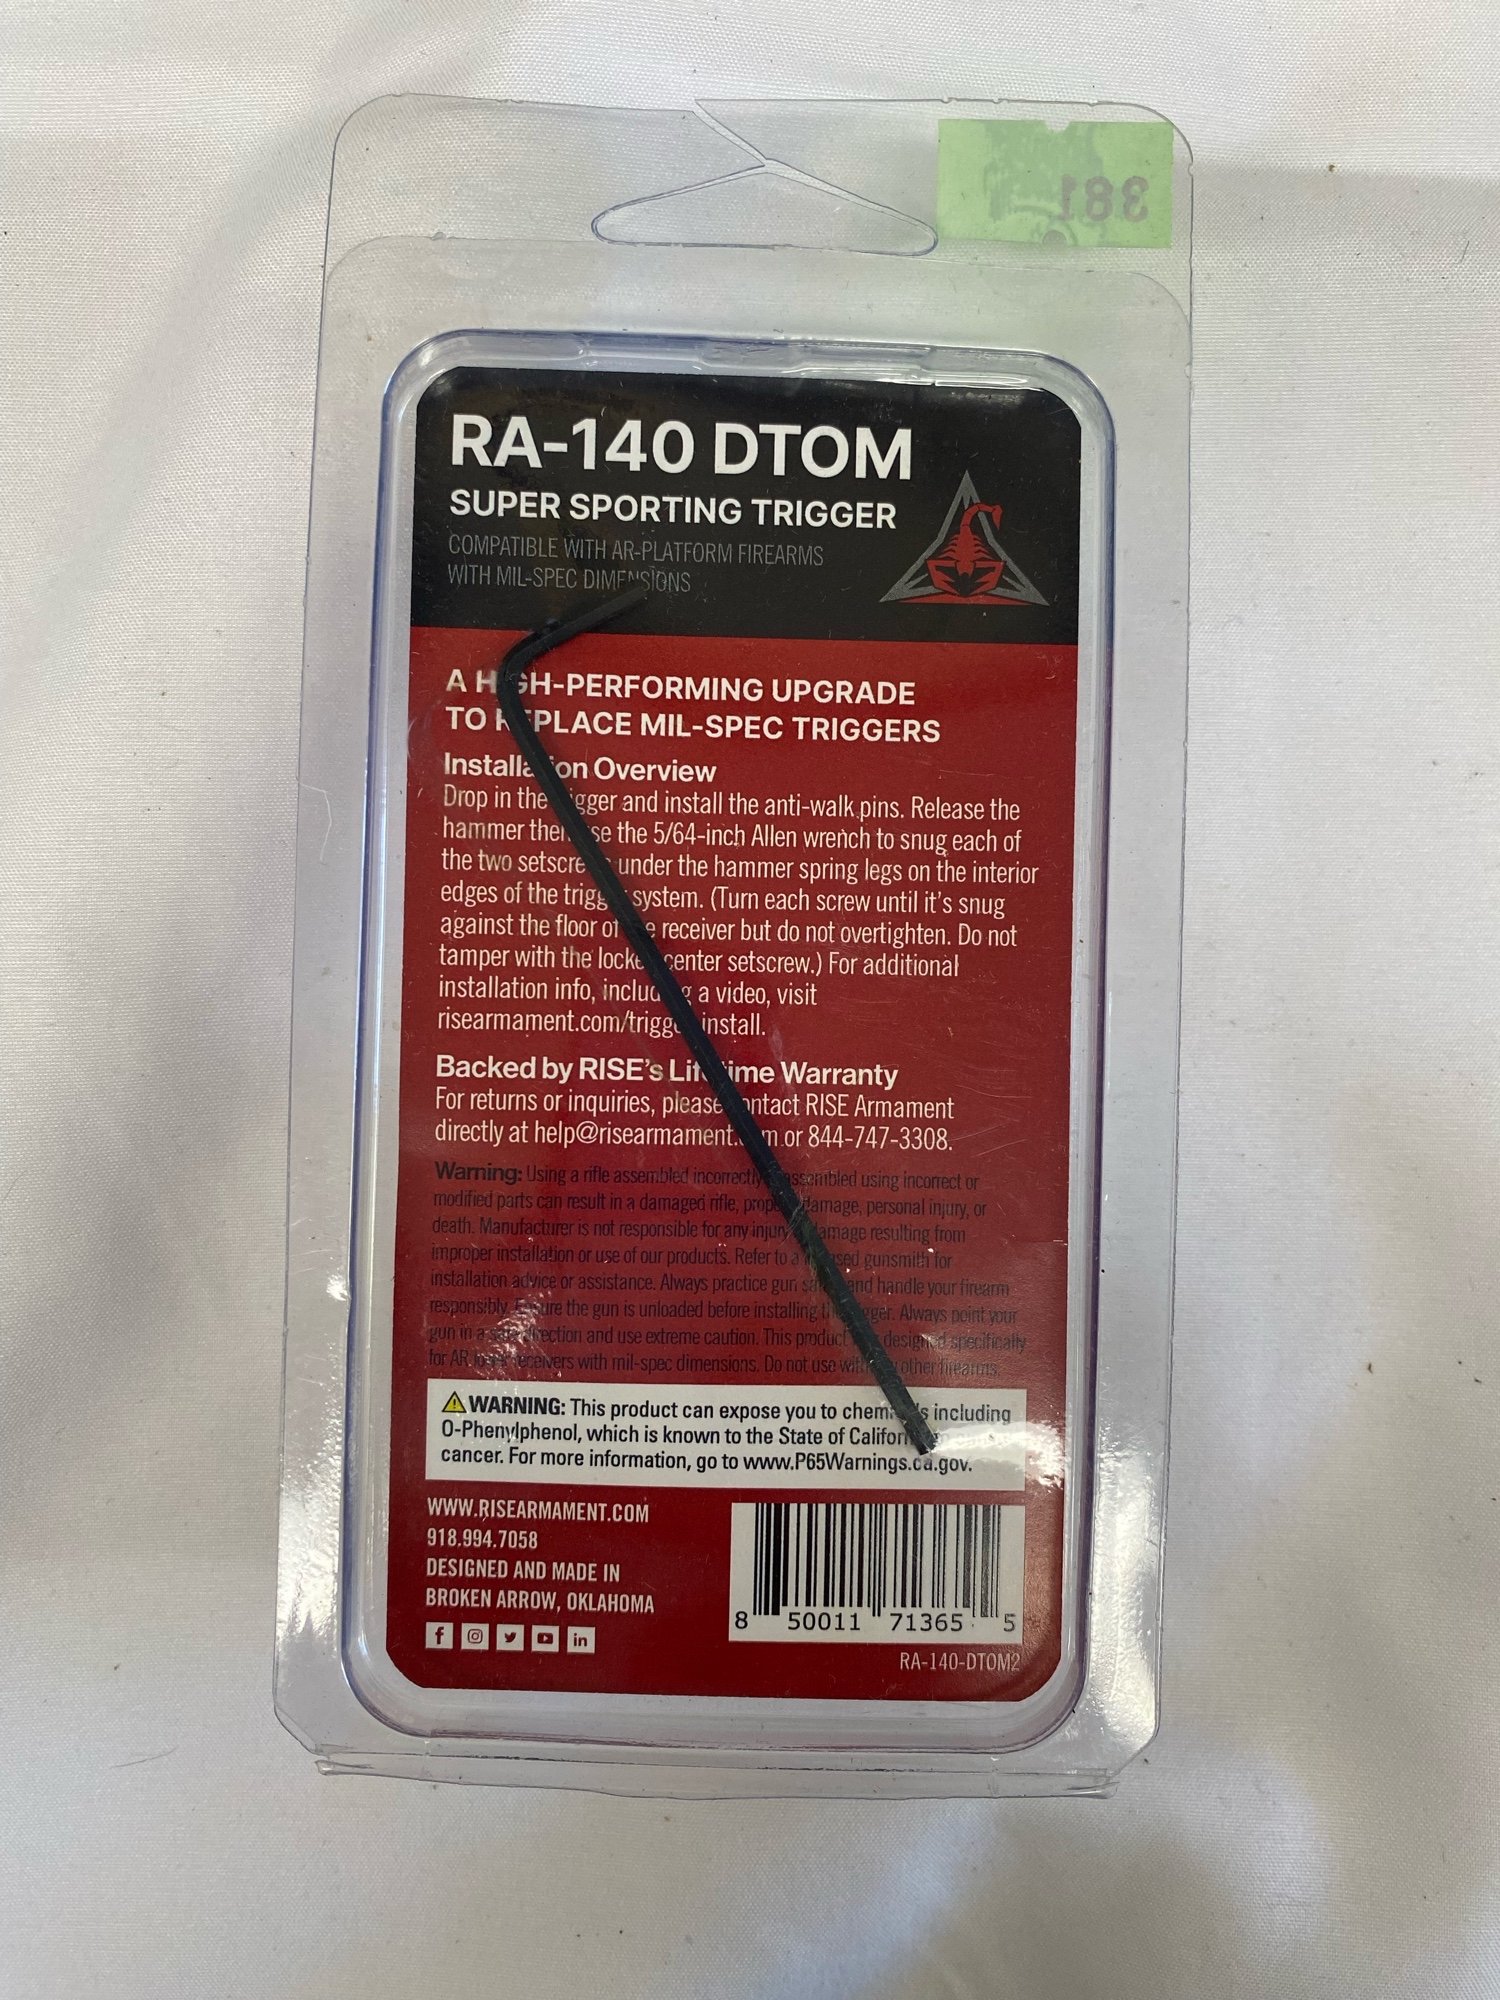 381
RA-140 DTOM
SUPER SPORTING TRIGGER
COMPATIBLE WITH AR-PLATFORM FIREARMS
WITH MIL-SPEC DIMENSIONS
A HIGH-PERFORMING UPGRADE
TO REPLACE MIL-SPEC TRIGGERS
Installation Overview
Drop in the trigger and install the anti-walk pins. Release the
hammer then use the 5/64-inch Allen wrench to snug each of
the two setscrews under the hammer spring legs on the interior
edges of the trigger system. (Turn each screw until it's snug
against the floor of the receiver but do not overtighten. Do not
tamper with the locked center setscrew.) For additional
installation info, including a video, visit
risearmament.com/trigger-install.
Backed by RISE's Lifetime Warranty
For returns or inquiries, please contact RISE Armament
directly at help@risearmament.com or 844-747-3308.
Warning: Using a rifle assembled incorrectly assembled using incorrect or
modified parts can result in a damaged rifle, property damage, personal injury, or
death. Manufacturer is not responsible for any injury or damage resulting from
improper installation or use of our products. Refer to a licensed gunsmith for
installation advice or assistance. Always practice gun safety and handle your firearm
responsibly. Ensure the gun is unloaded before installing the trigger. Always point your
gun in a safe direction and use extreme caution. This product designed specifically
for AR lower receivers with mil-spec dimensions. Do not use with any other firearms.
WARNING: This product can expose you to chemicals including
O-Phenylphenol, which is known to the State of California to cause
cancer. For more information, go to www.P65Warnings.ca.gov.
WWW.RISEARMAMENT.COM
918.994.7058
DESIGNED AND MADE IN
BROKEN ARROW, OKLAHOMA
8 50011 71365 5
RA-140-DTOM2